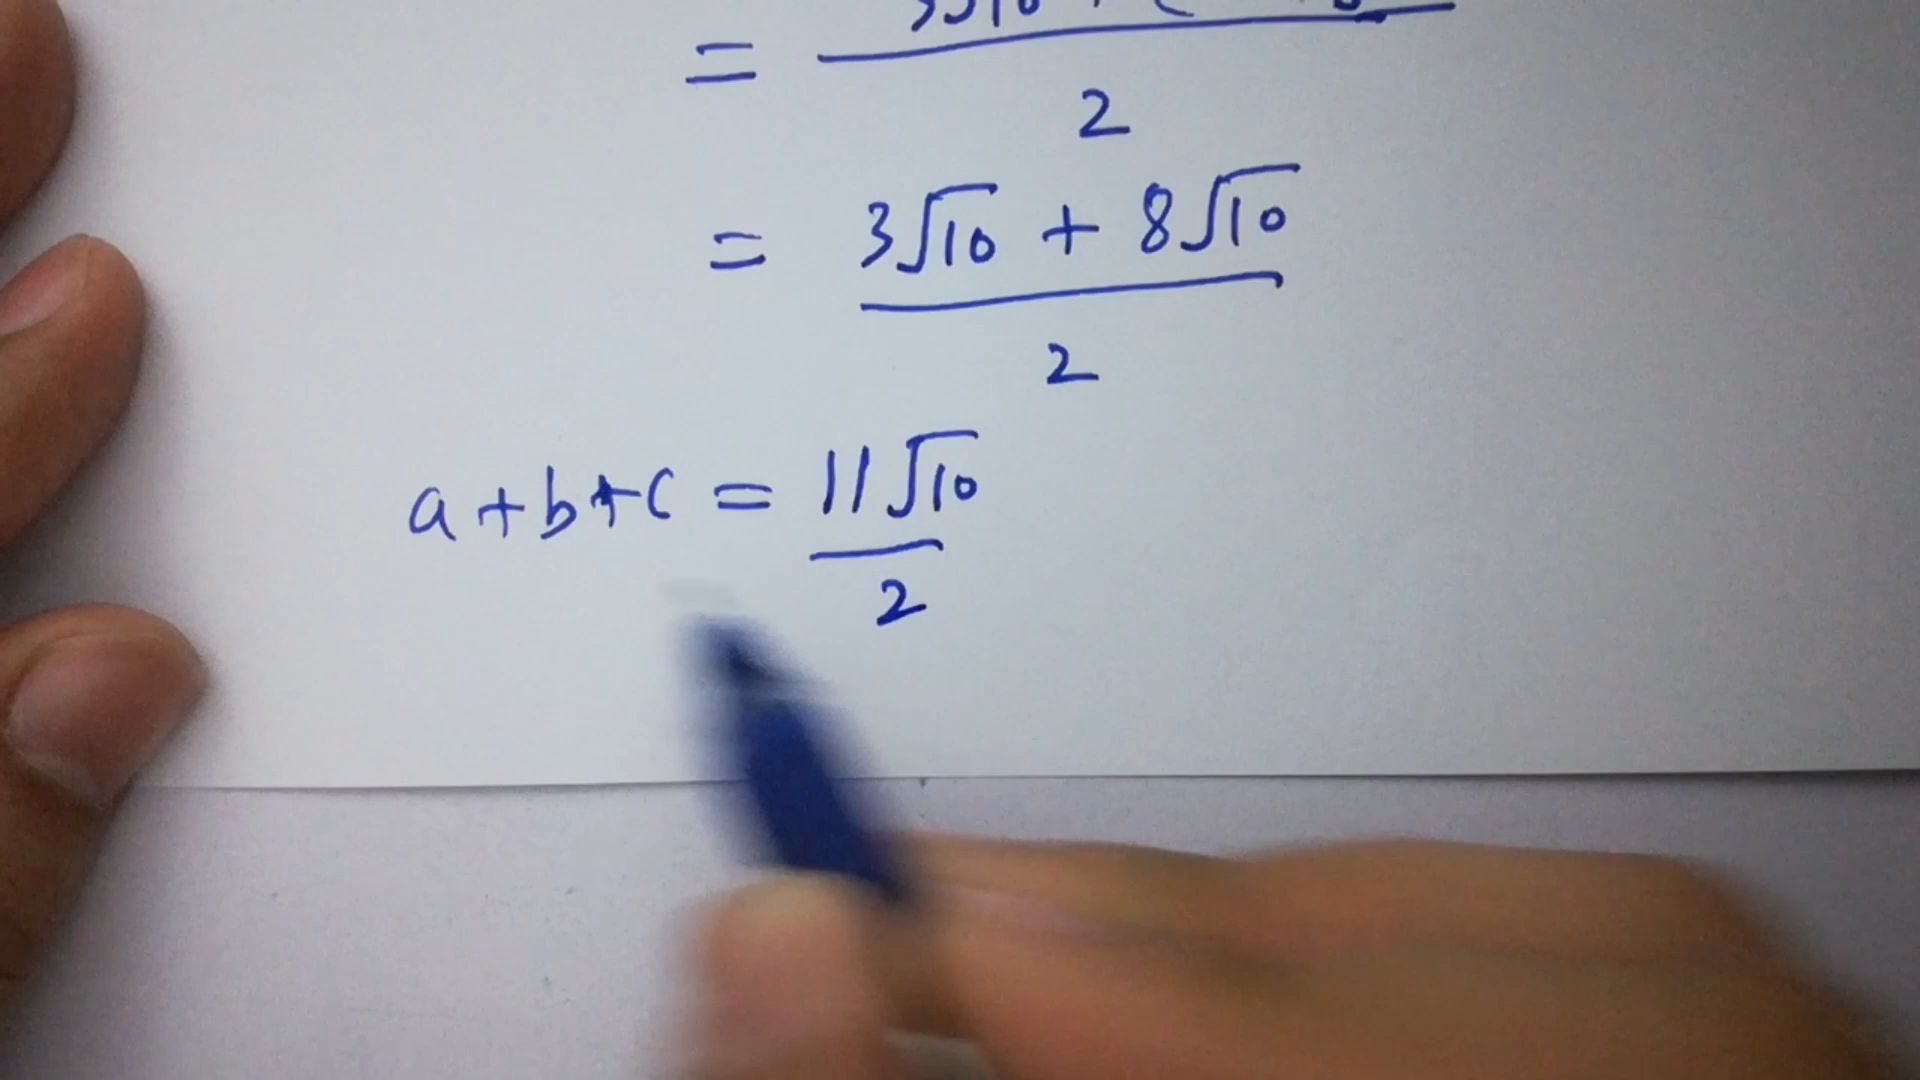 = 2
= 3√10 + 8√10 / 2
a+b+c = 11√10 / 2